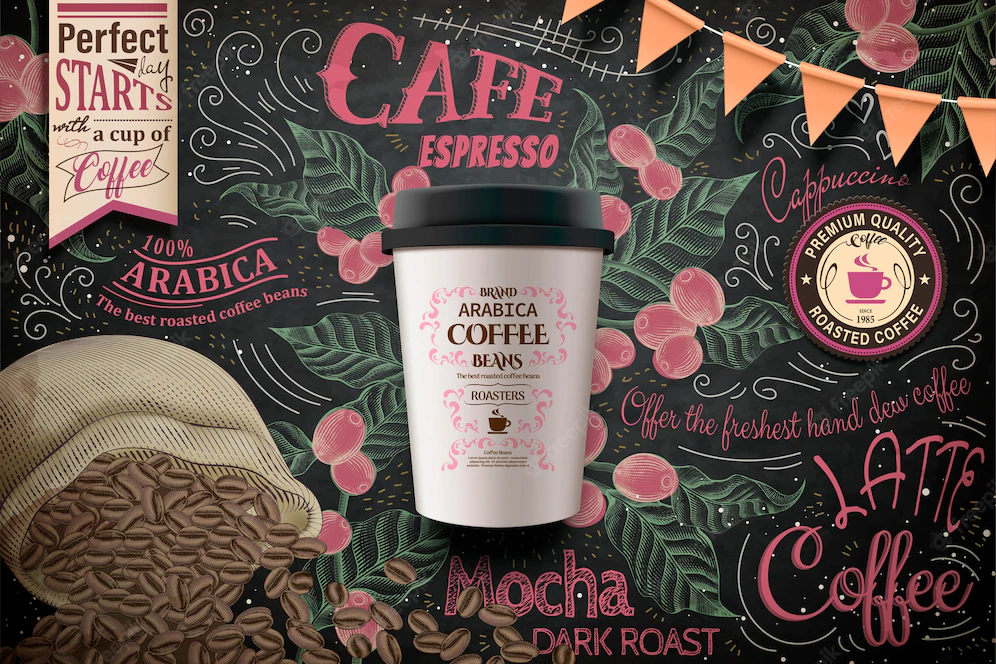 Perfect
day
STARTS
with
a cup of
Coffee
CAFE
ESPRESSO
Cappuccino
100%
ARABICA
The best roasted coffee beans
PREMIUM QUALITY
Coffee
SINCE
1985
ROASTED COFFEE
BRAND
ARABICA
COFFEE
BEANS
The best roasted coffee beans
ROASTERS
Coffee Beans
Offer the freshest hand dew coffee
LATTE
Coffee
Mocha
DARK ROAST